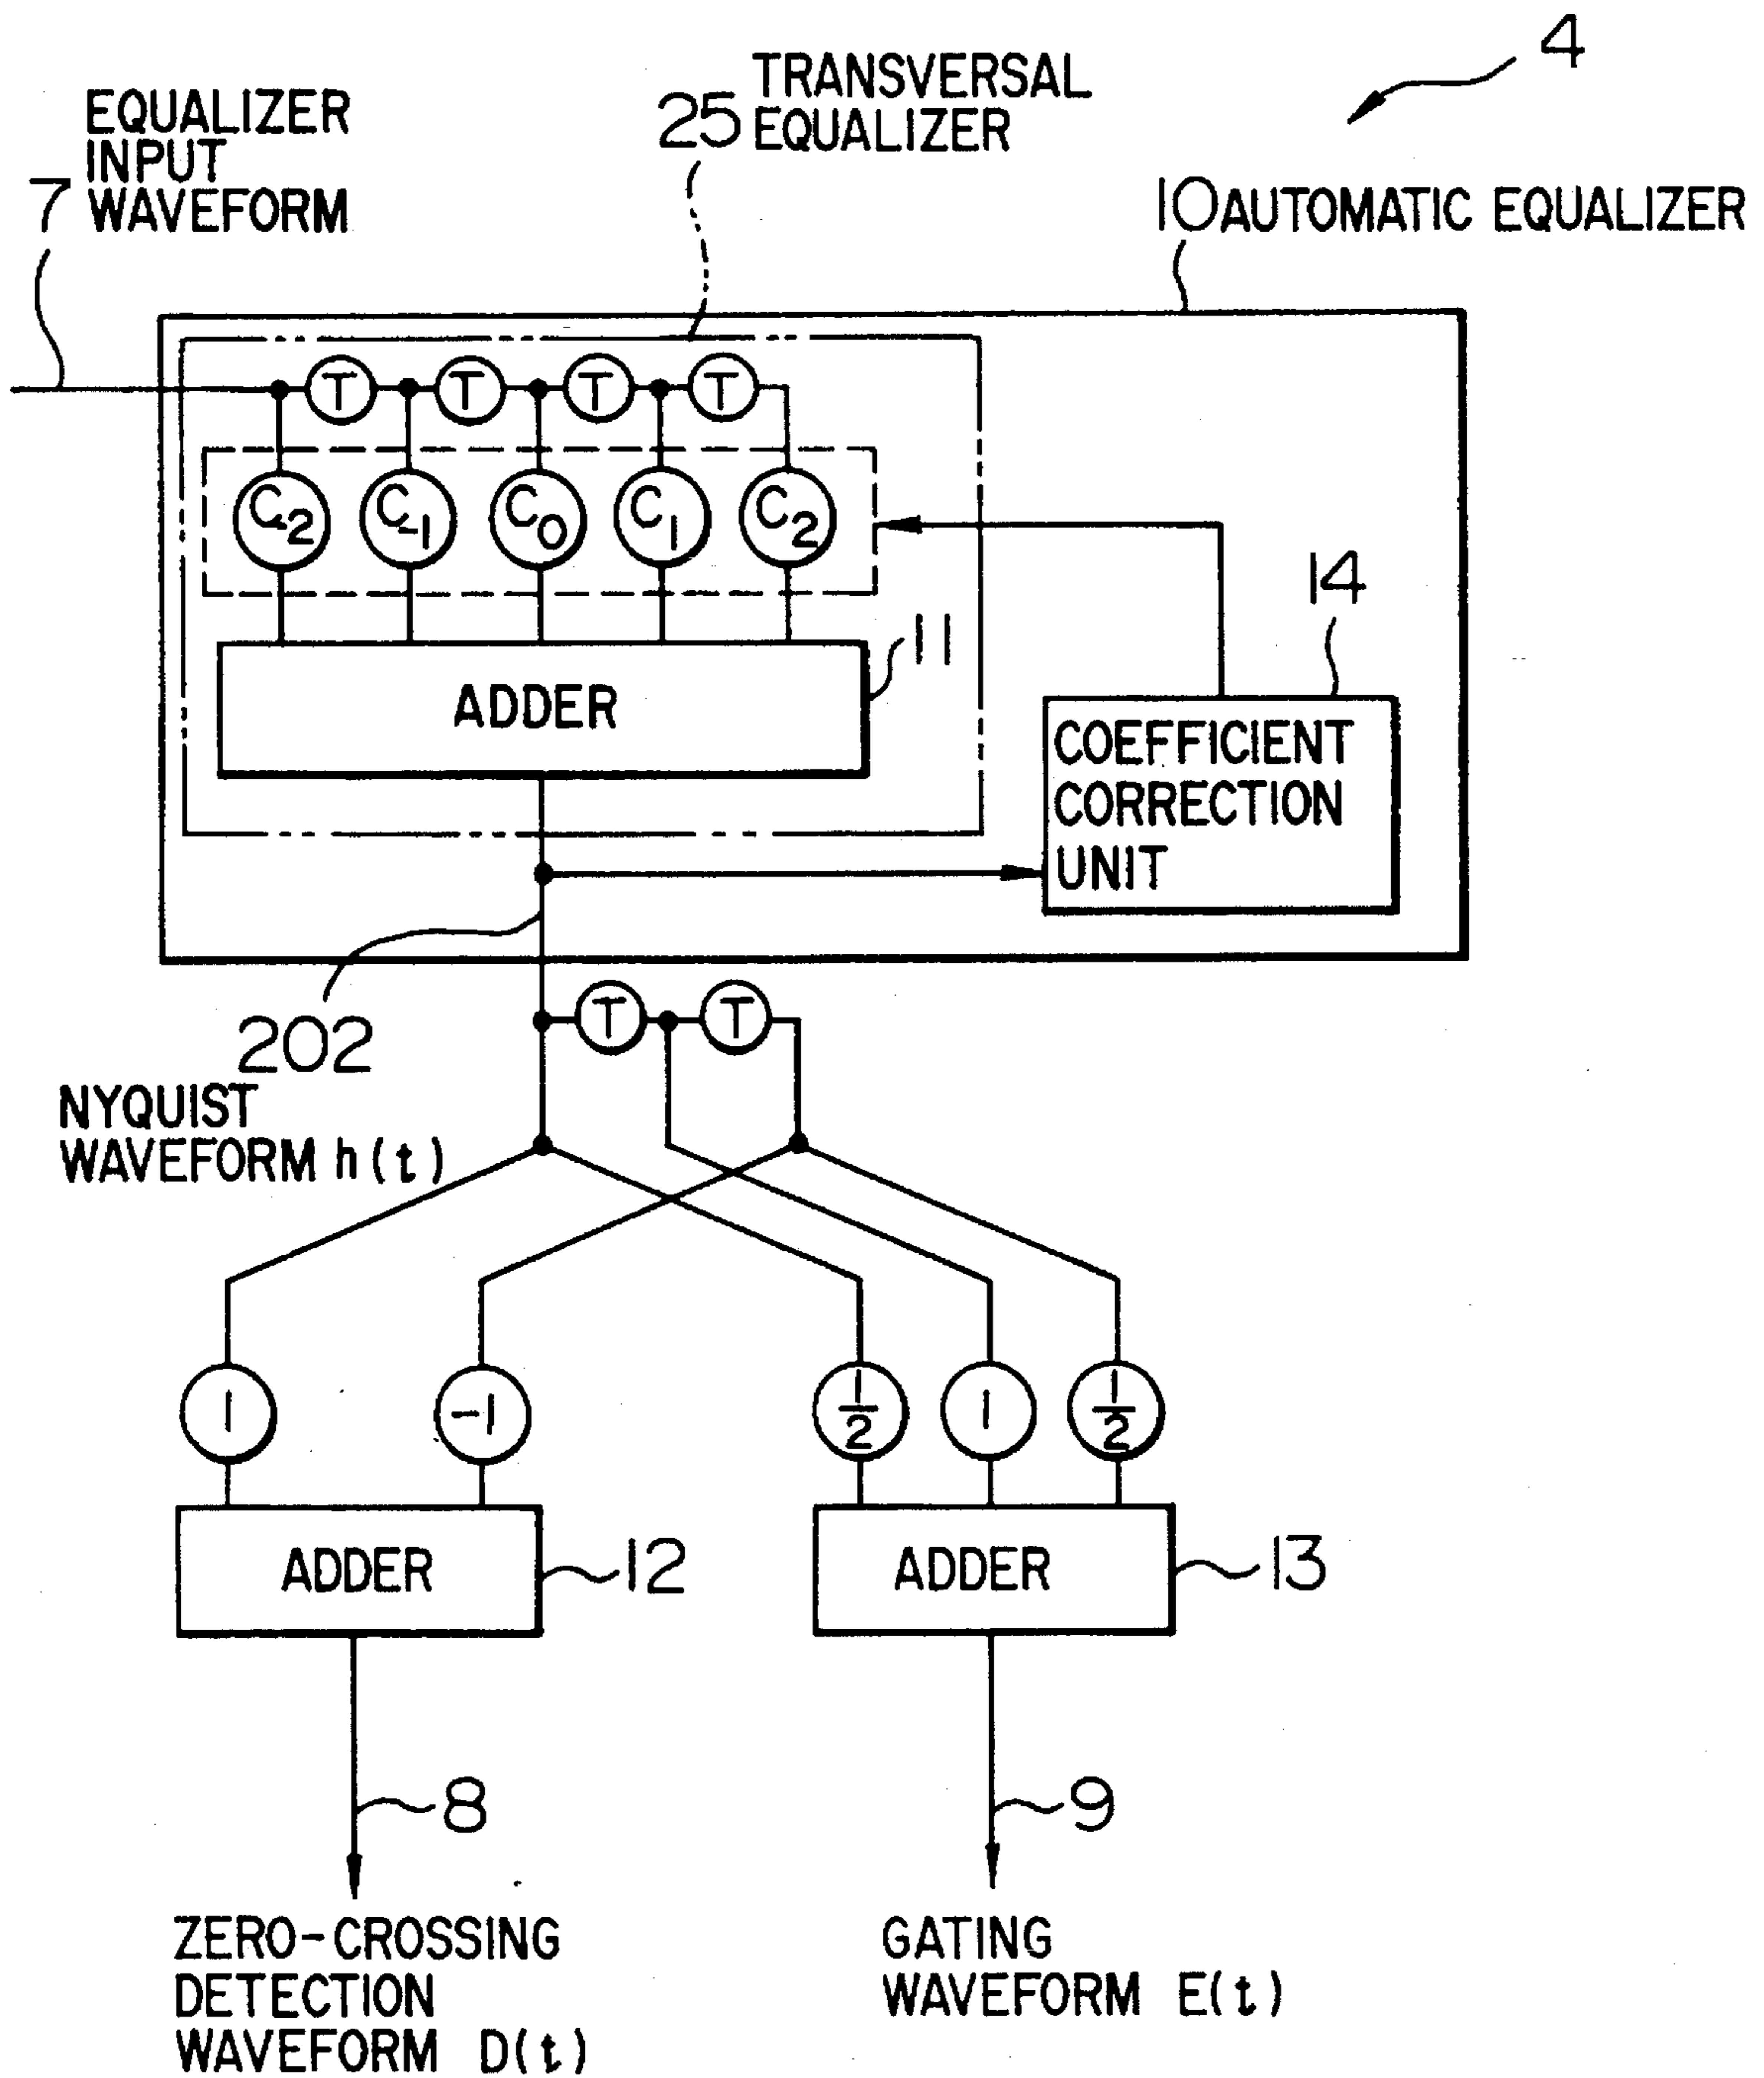 4
TRANSVERSAL
25 EQUALIZER
EQUALIZER
INPUT
7 WAVEFORM
10 AUTOMATIC EQUALIZER
T T T T
C-2 C-1 C0 C1 C2
14
11
ADDER
COEFFICIENT
CORRECTION
UNIT
T T
202
NYQUIST
WAVEFORM h(t)
1 -1 1/2 1 1/2
ADDER 12 ADDER 13
8 9
ZERO-CROSSING
DETECTION
WAVEFORM D(t)
GATING
WAVEFORM E(t)